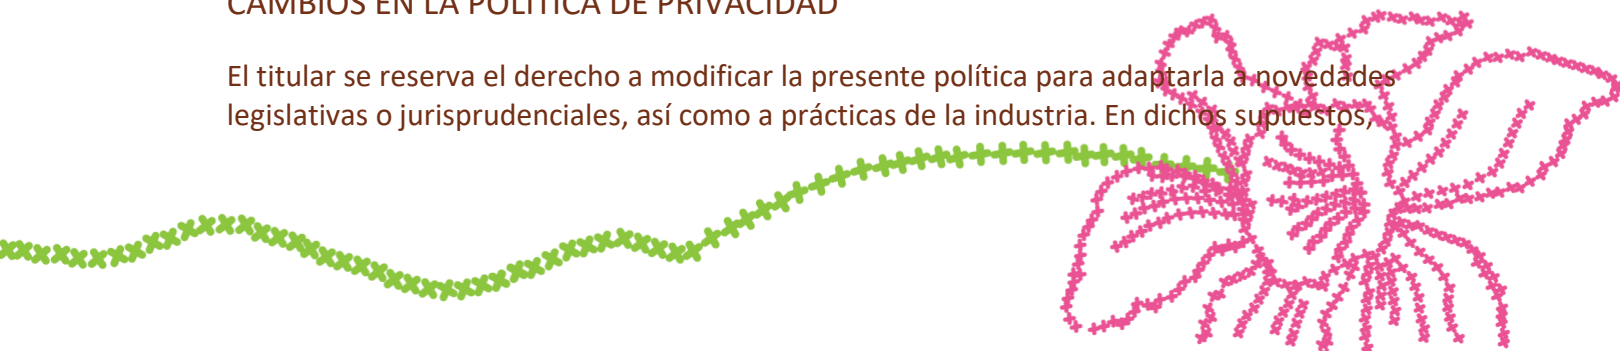 CAMBIOS EN LA POLÍTICA DE PRIVACIDAD
El titular se reserva el derecho a modificar la presente política para adaptarla a novedades
legislativas o jurisprudenciales, así como a prácticas de la industria. En dichos supuestos,